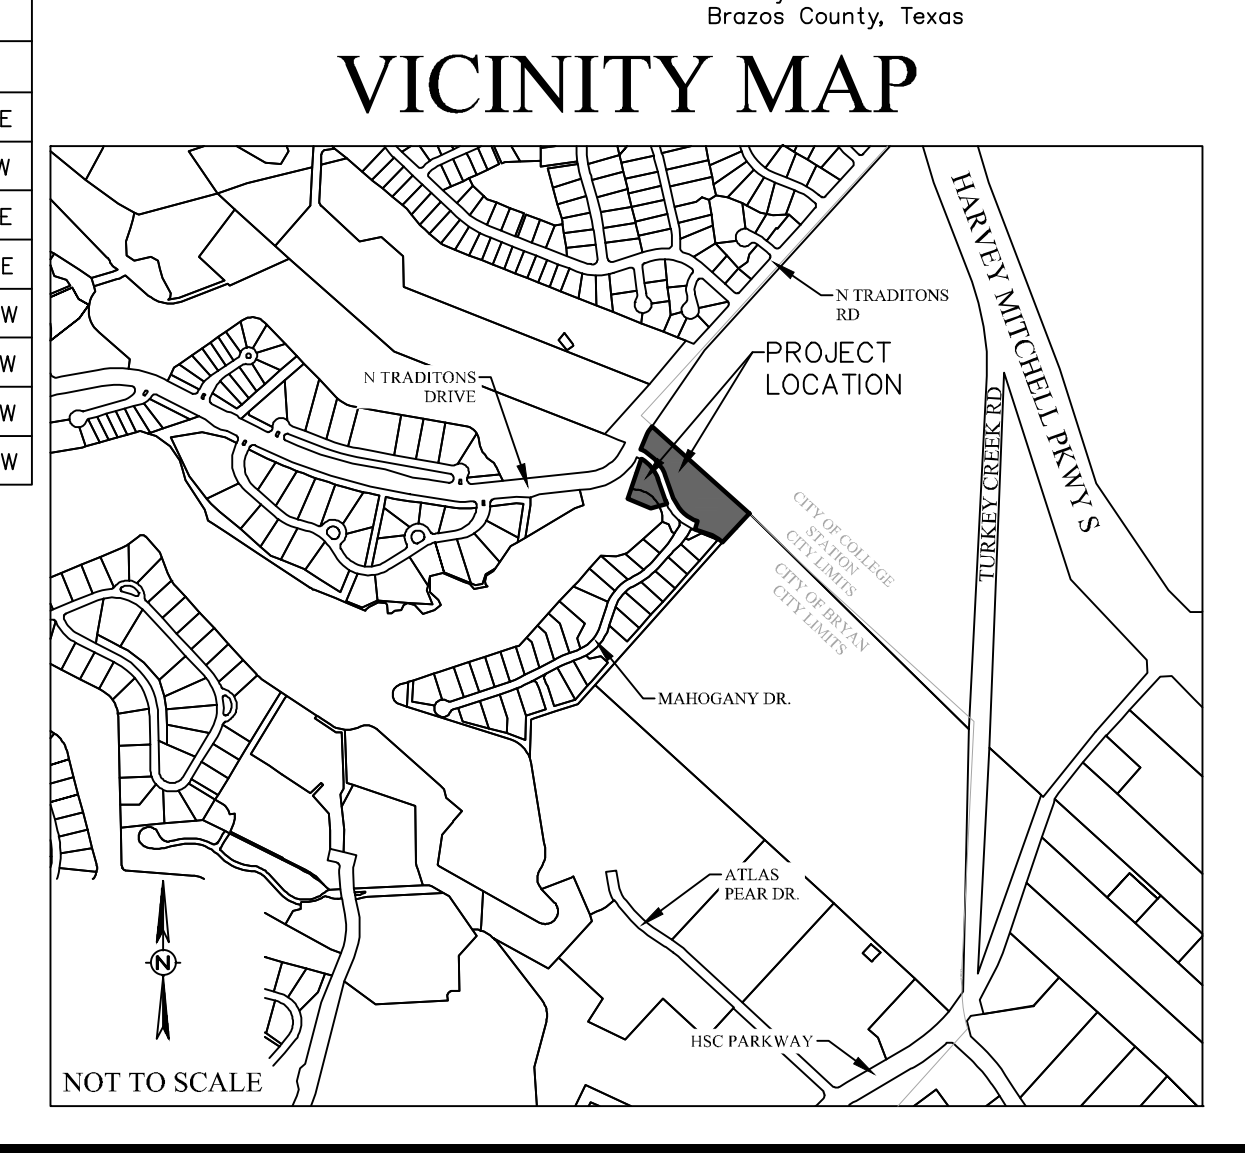 Brazos County, Texas
VICINITY MAP
E
W
E
E
W
W
W
W
HARVEY MITCHELL PKWY S
N TRADITONS
RD
PROJECT
LOCATION
N TRADITONS
DRIVE
TURKEY CREEK RD
CITY OF COLLEGE
STATION
CITY LIMITS
CITY OF BRYAN
CITY LIMITS
MAHOGANY DR.
ATLAS
PEAR DR.
N
HSC PARKWAY
NOT TO SCALE